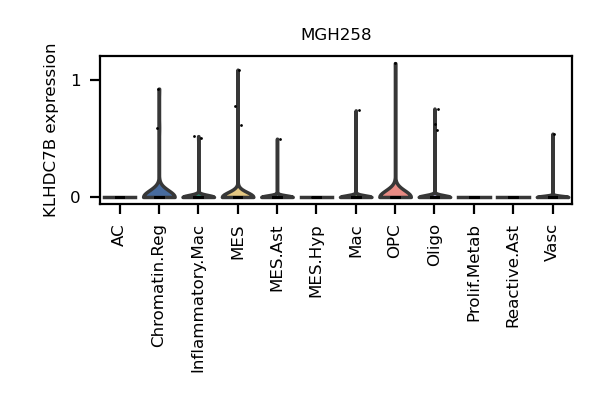 MGH258
KLHDC7B expression
1
0
AC
Chromatin.Reg
Inflammatory.Mac
MES
MES.Ast
MES.Hyp
Mac
OPC
Oligo
Prolif.Metab
Reactive.Ast
Vasc